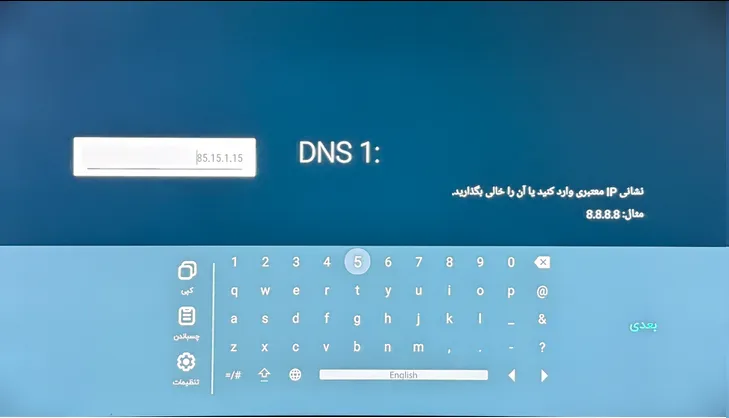 DNS 1:
85.15.1.15
نشانی IP معتبری وارد کنید یا آن را خالی بگذارید.
مثال: 8.8.8.8
1 2 3 4 5 6 7 8 9 0
q w e r t y u i o p @
a s d f g h j k l _ &
z x c v b n m , . - ?
=/# English
کپی
چسباندن
تنظیمات
بعدی